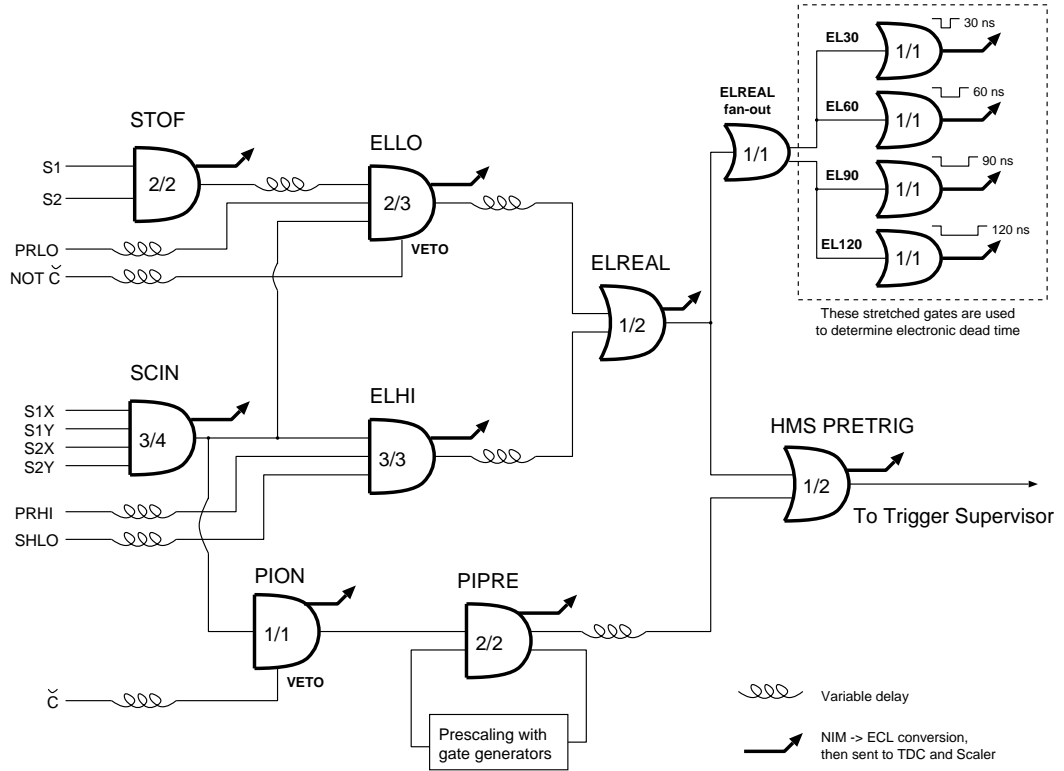 STOF
S1
S2
2/2
PRLO
NOT Č
ELLO
2/3
VETO
SCIN
S1X
S1Y
S2X
S2Y
3/4
PRHI
SHLO
ELHI
3/3
ELREAL
1/2
ELREAL
fan-out
1/1
EL30
1/1
30 ns
EL60
1/1
60 ns
EL90
1/1
90 ns
EL120
1/1
120 ns
These stretched gates are used
to determine electronic dead time
HMS PRETRIG
1/2
To Trigger Supervisor
PION
1/1
VETO
Č
PIPRE
2/2
Prescaling with
gate generators
Variable delay
NIM -> ECL conversion,
then sent to TDC and Scaler